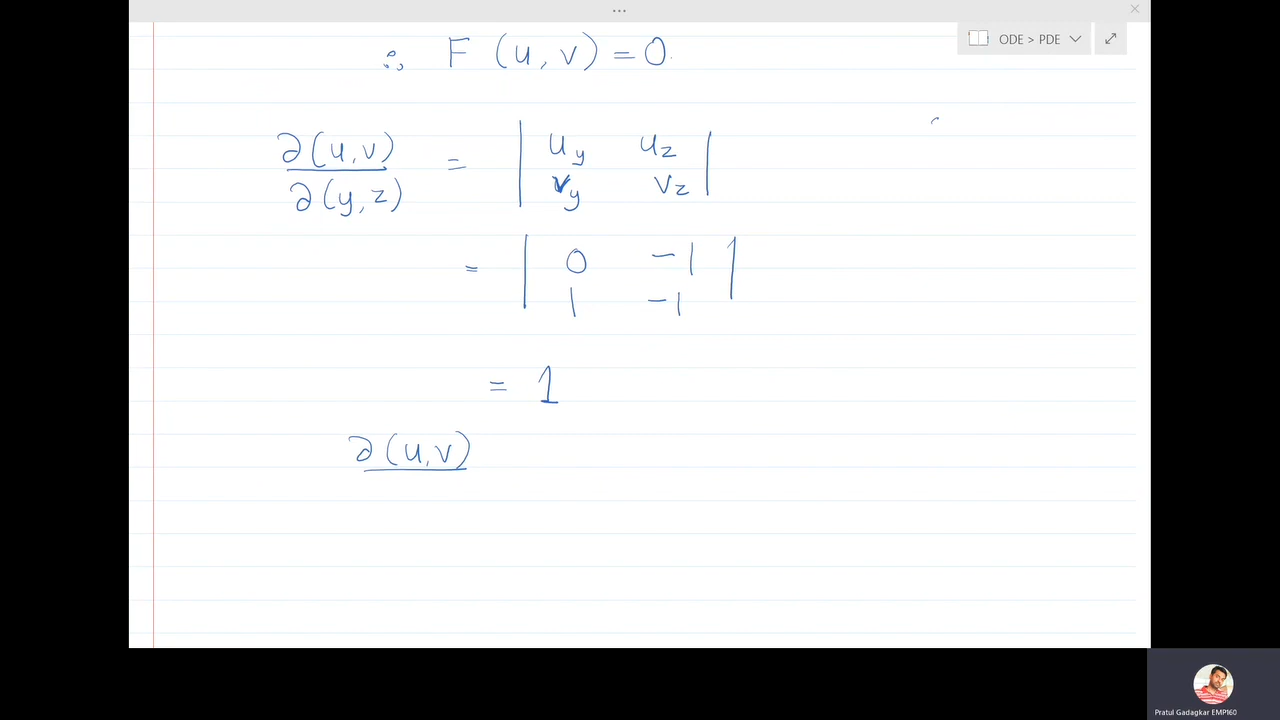 ODE > PDE
∴ F (u, v) = 0
∂(u,v) / ∂(y,z) = | u_y u_z |
| v_y v_z |
= | 0 -1 |
| 1 -1 |
= 1
∂(u,v)
Pratul Gadagkar EMP160